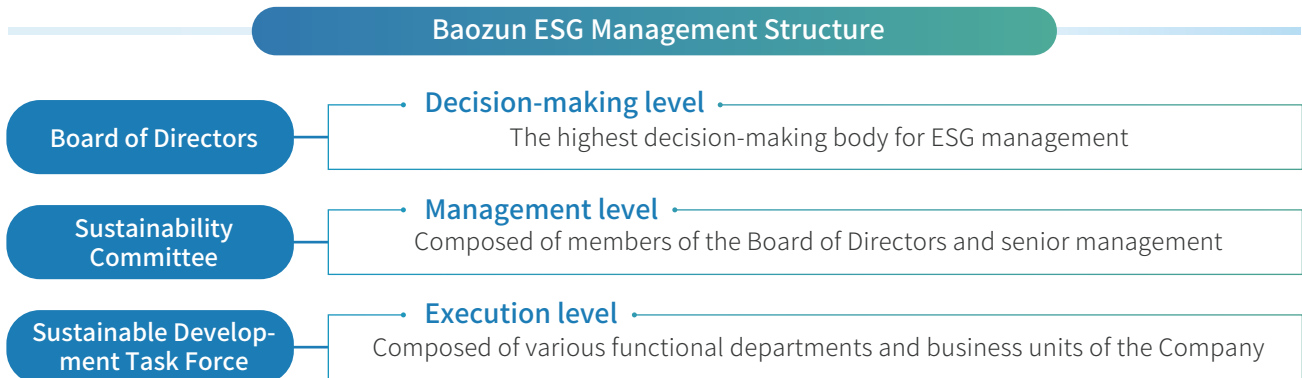 Baozun ESG Management Structure
Board of Directors
Decision-making level
The highest decision-making body for ESG management
Sustainability
Committee
Management level
Composed of members of the Board of Directors and senior management
Sustainable Develop-
ment Task Force
Execution level
Composed of various functional departments and business units of the Company